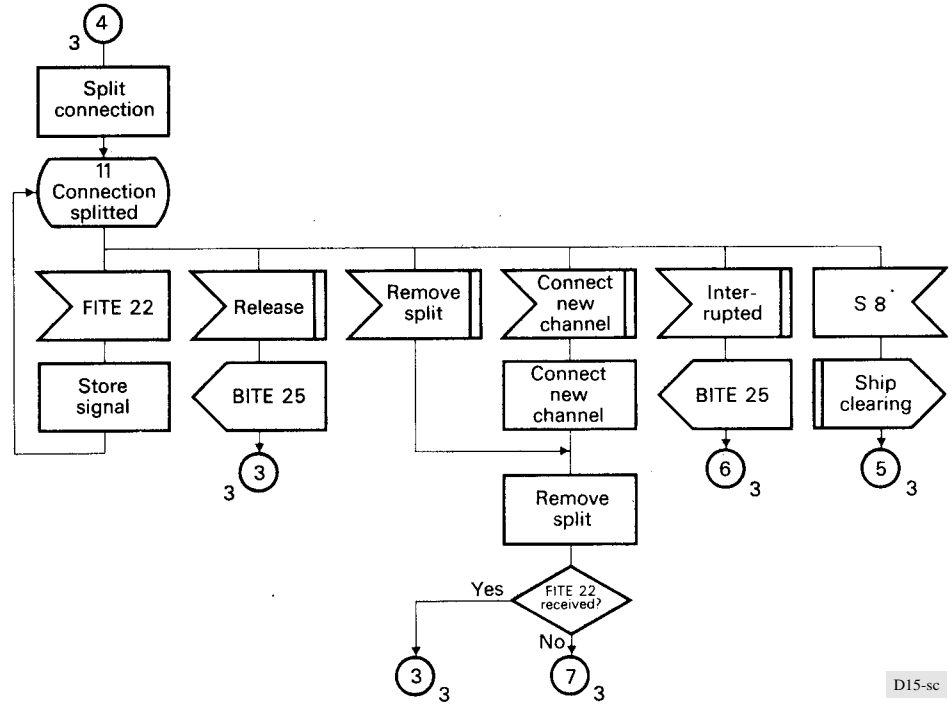 4
3
Split
connection
11
Connection
splitted
FITE 22
Release
Remove
split
Connect
new
channel
Inter-
rupted
S 8
Store
signal
BITE 25
Connect
new
channel
BITE 25
Ship
clearing
3
3
6
3
5
3
Remove
split
FITE 22
received?
Yes
No
3
3
7
3
D15-sc